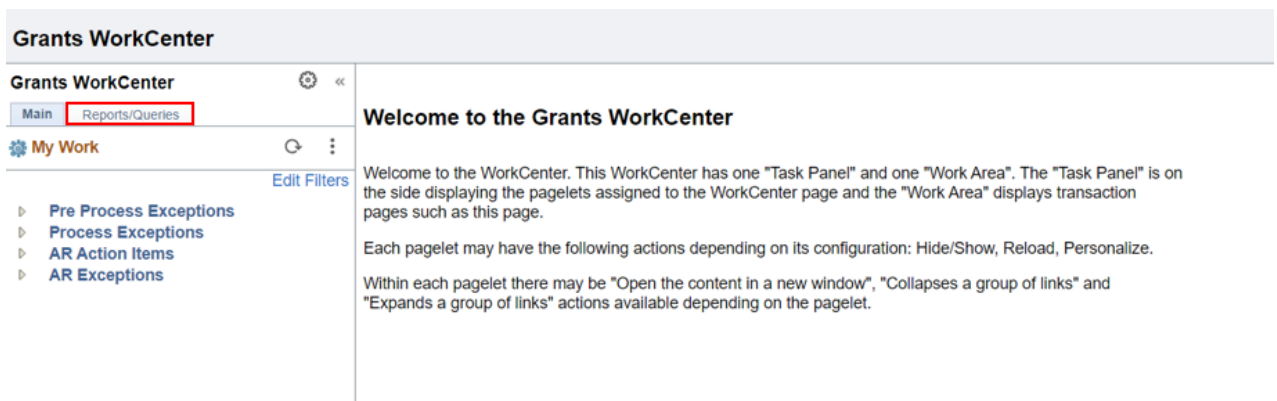 Grants WorkCenter
Grants WorkCenter
Main
Reports/Queries
My Work
Edit Filters
Pre Process Exceptions
Process Exceptions
AR Action Items
AR Exceptions
Welcome to the Grants WorkCenter
Welcome to the WorkCenter. This WorkCenter has one "Task Panel" and one "Work Area". The "Task Panel" is on
the side displaying the pagelets assigned to the WorkCenter page and the "Work Area" displays transaction
pages such as this page.
Each pagelet may have the following actions depending on its configuration: Hide/Show, Reload, Personalize.
Within each pagelet there may be "Open the content in a new window", "Collapses a group of links" and
"Expands a group of links" actions available depending on the pagelet.